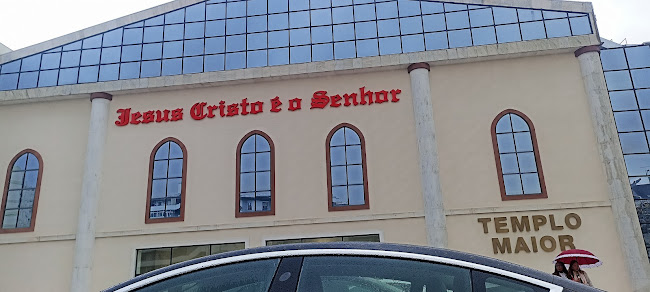 Jesus Cristo é o Senhor
TEMPLO
MAIOR